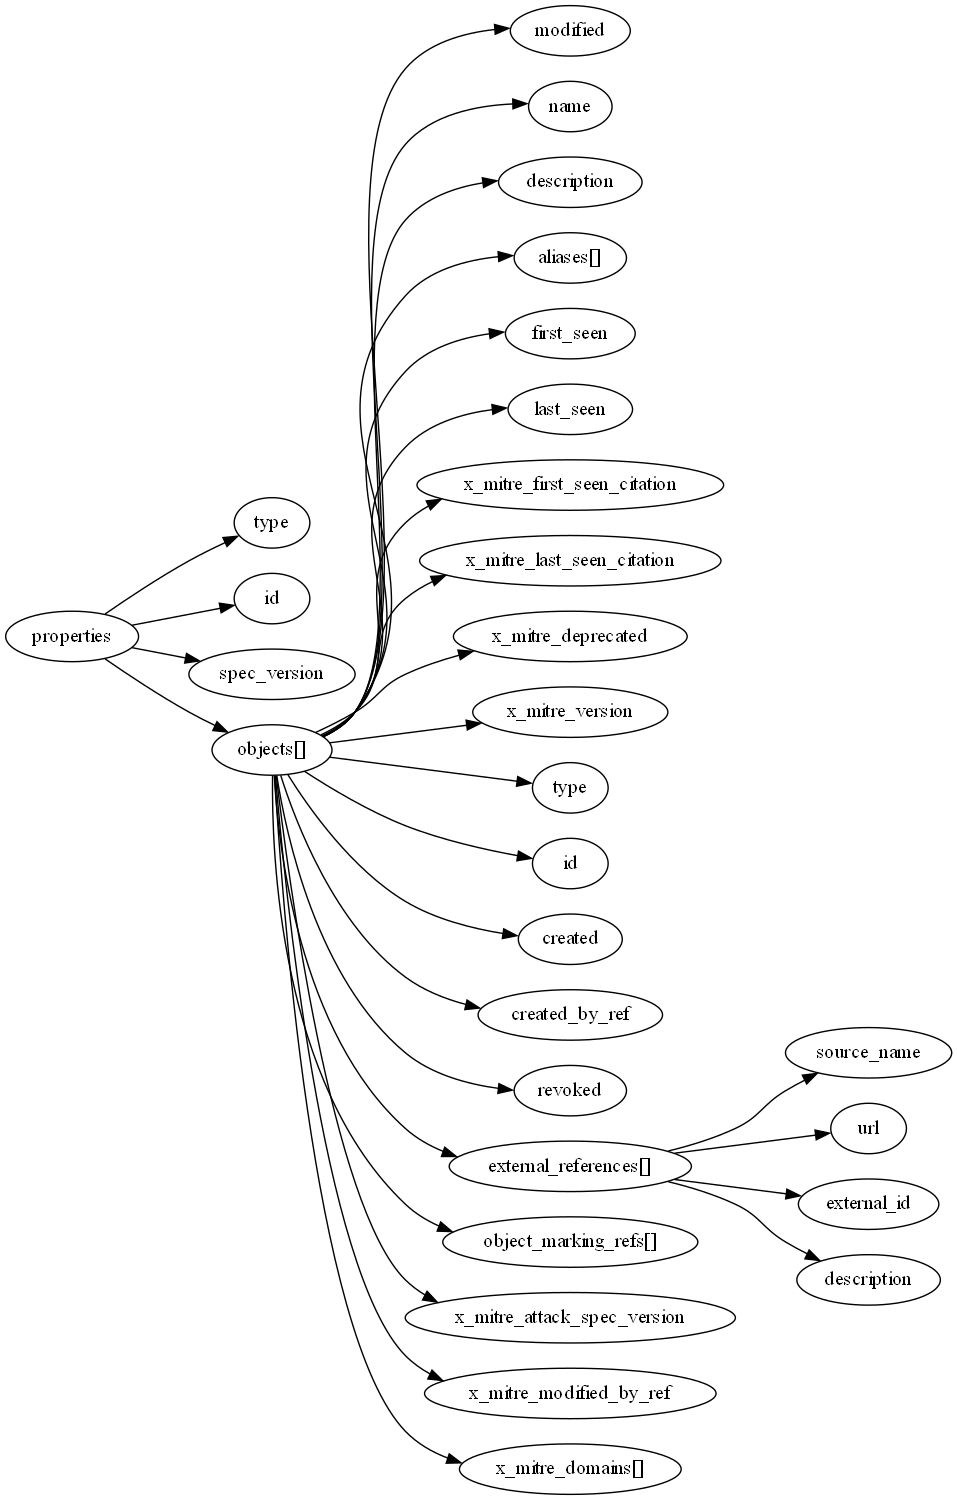 modified
name
description
aliases[]
first_seen
last_seen
x_mitre_first_seen_citation
type
x_mitre_last_seen_citation
id
properties
x_mitre_deprecated
spec_version
x_mitre_version
objects[]
type
id
created
created_by_ref
source_name
revoked
url
external_references[]
external_id
object_marking_refs[]
description
x_mitre_attack_spec_version
x_mitre_modified_by_ref
x_mitre_domains[]